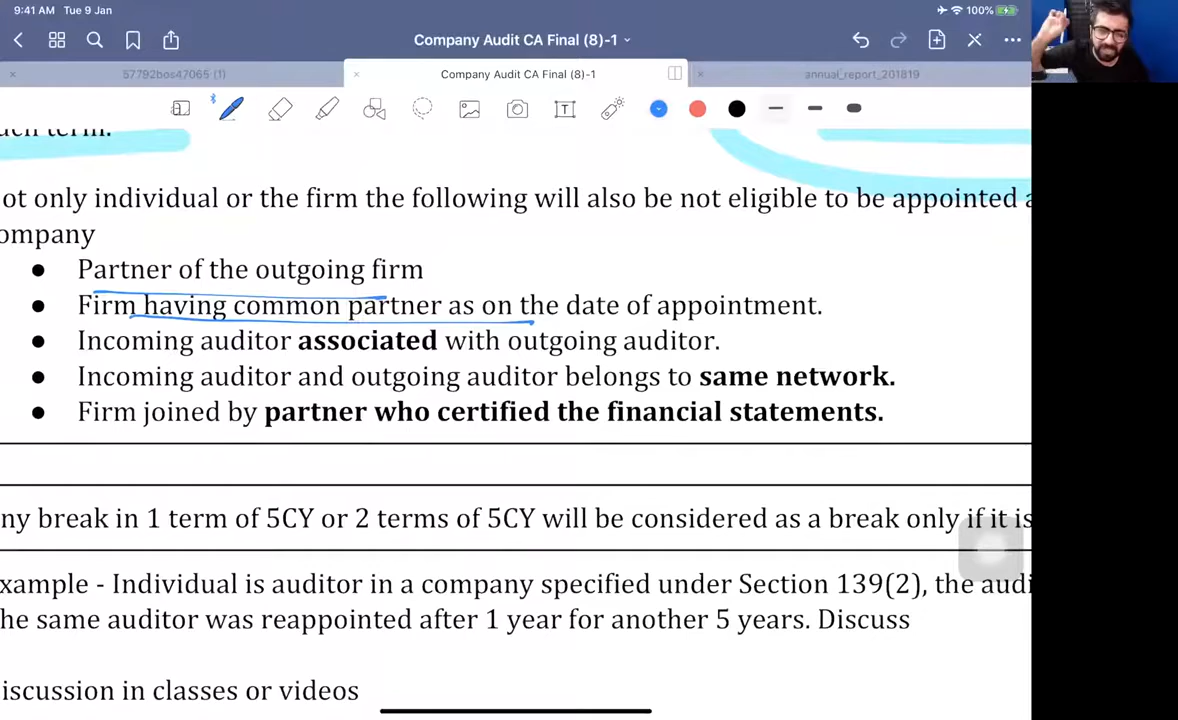 9:41 AM Tue 9 Jan
100%
Company Audit CA Final (8)-1
57792bos47065 (1)
Company Audit CA Final (8)-1
annual_report_201819
T
uch term.
ot only individual or the firm the following will also be not eligible to be appointed a
ompany
● Partner of the outgoing firm
● Firm having common partner as on the date of appointment.
● Incoming auditor associated with outgoing auditor.
● Incoming auditor and outgoing auditor belongs to same network.
● Firm joined by partner who certified the financial statements.
ny break in 1 term of 5CY or 2 terms of 5CY will be considered as a break only if it is
xample - Individual is auditor in a company specified under Section 139(2), the audi
he same auditor was reappointed after 1 year for another 5 years. Discuss
iscussion in classes or videos